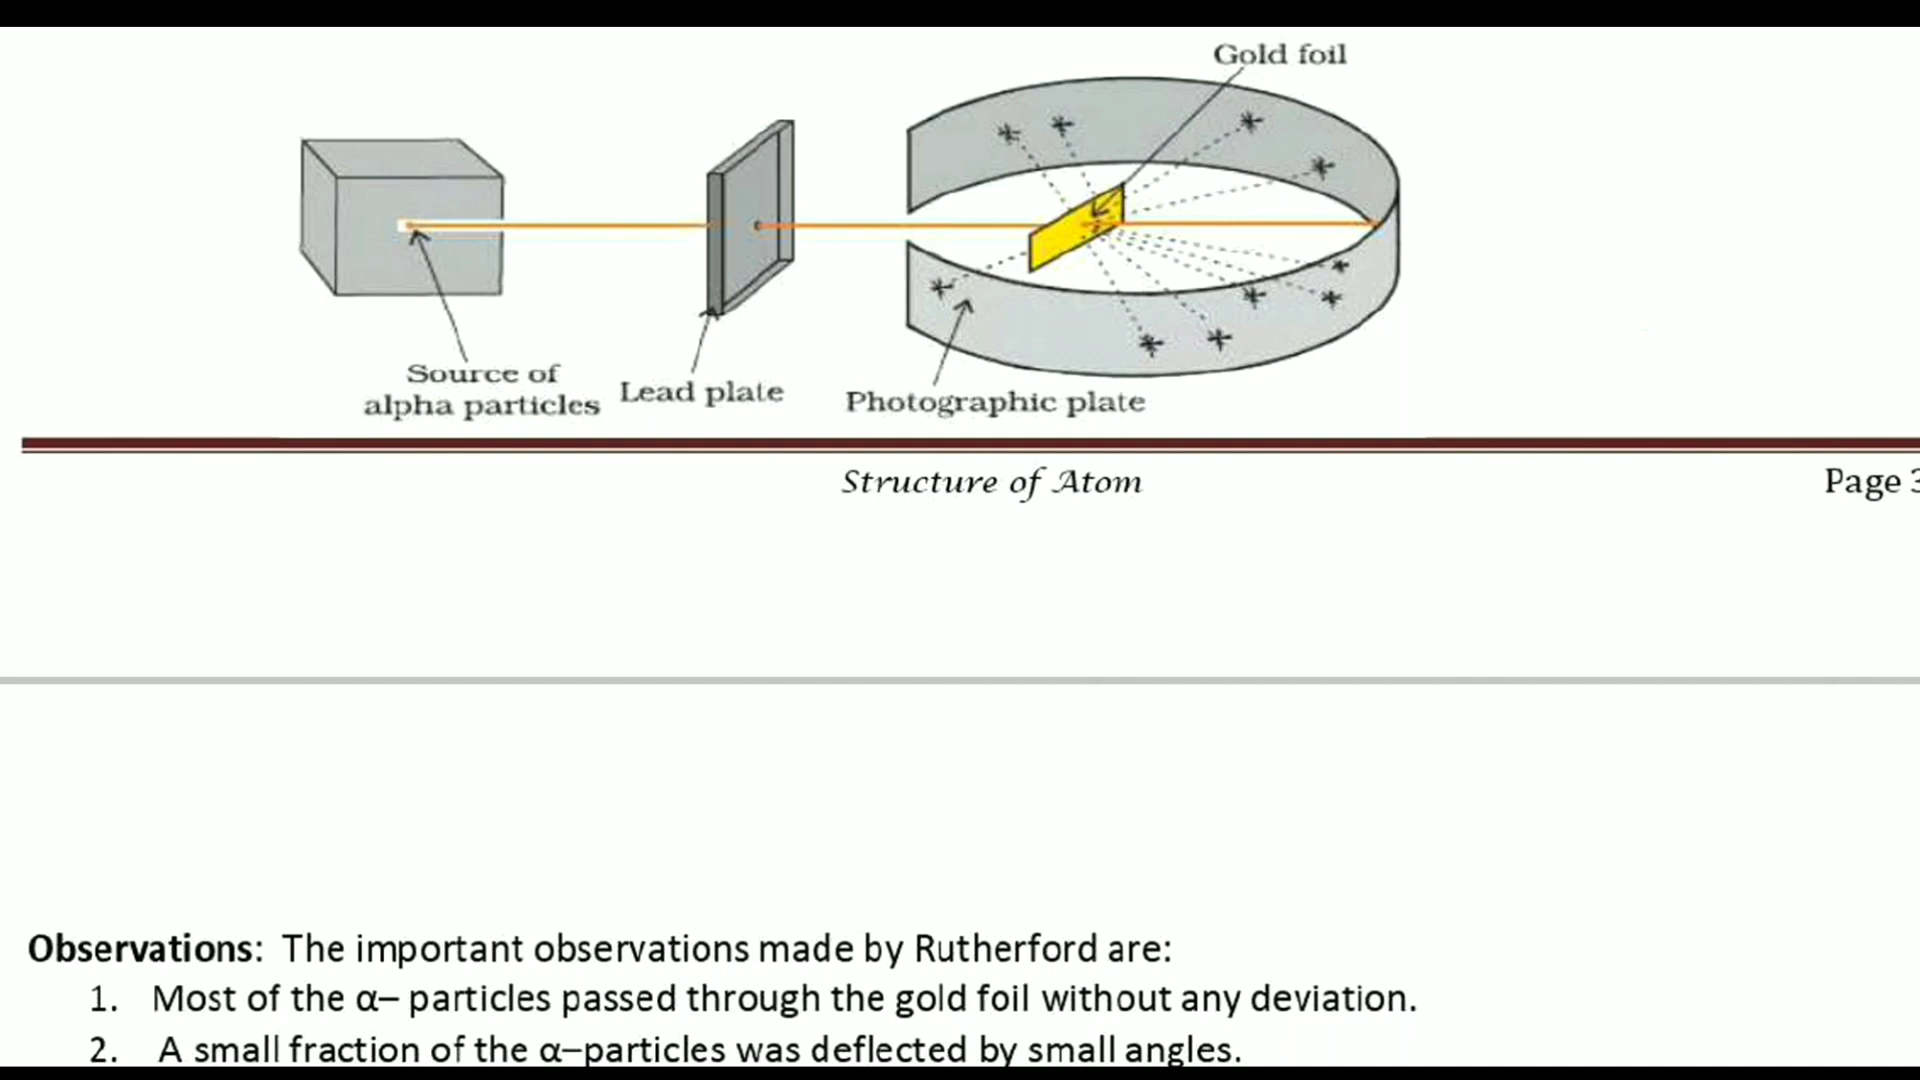 Gold foil
Source of
alpha particles
Lead plate
Photographic plate
Structure of Atom
Page 3
Observations: The important observations made by Rutherford are:
1. Most of the α– particles passed through the gold foil without any deviation.
2. A small fraction of the α–particles was deflected by small angles.